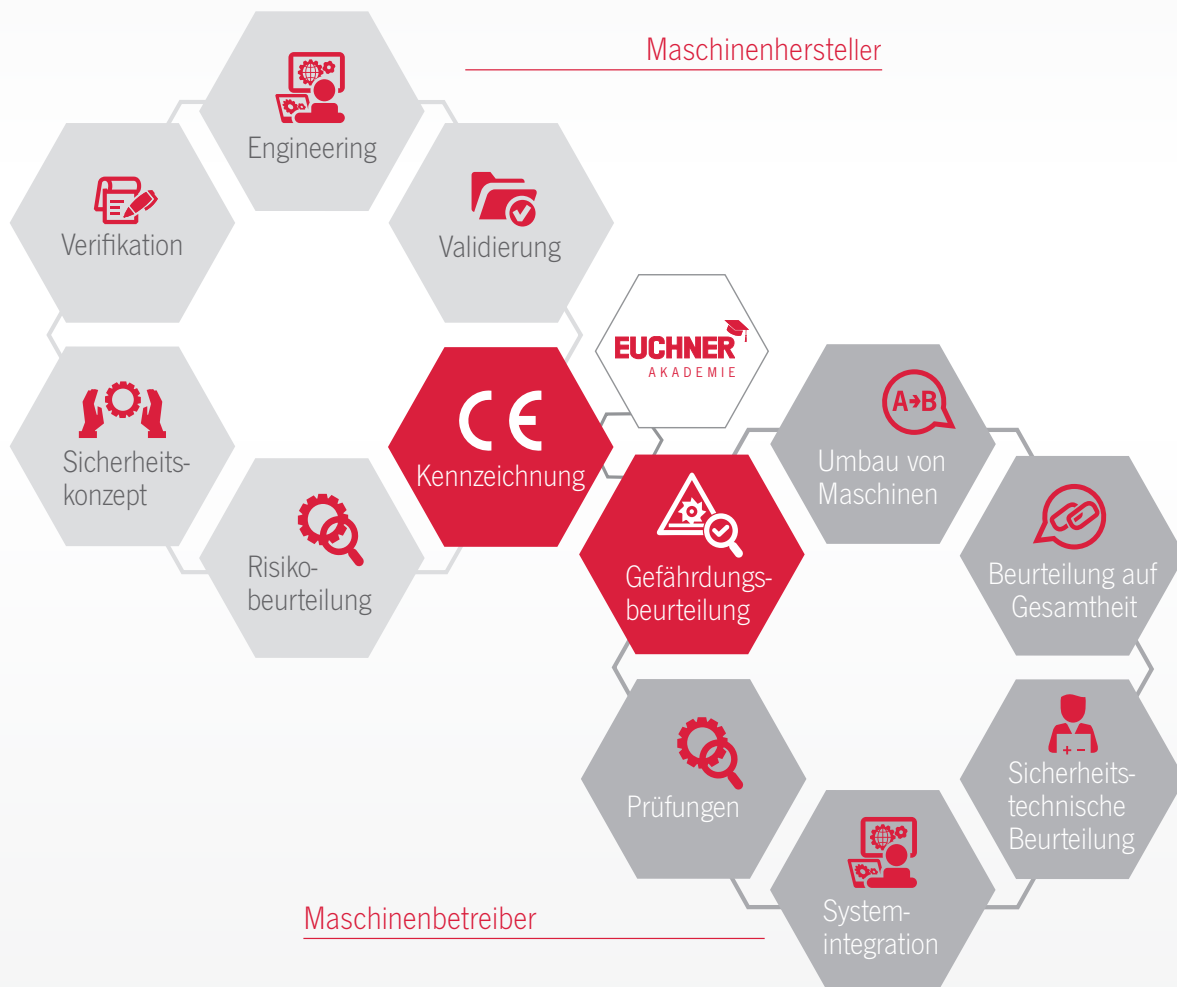 Maschinenhersteller
Engineering
Verifikation
Validierung
EUCHNER
AKADEMIE
Sicherheits-
konzept
CE
Kennzeichnung
A→B
Umbau von
Maschinen
Risiko-
beurteilung
Gefährdungs-
beurteilung
Beurteilung auf
Gesamtheit
Prüfungen
+ −
Sicherheits-
technische
Beurteilung
System-
integration
Maschinenbetreiber